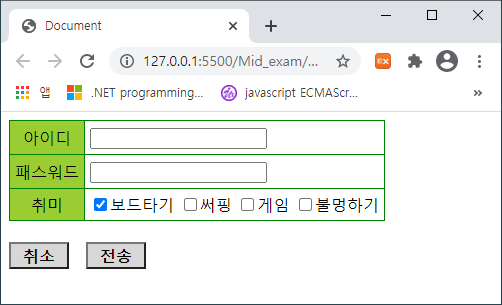 Document
127.0.0.1:5500/Mid_exam/...
앱 .NET programming... javascript ECMAScr...
아이디
패스워드
취미 보드타기 써핑 게임 불멍하기
취소 전송